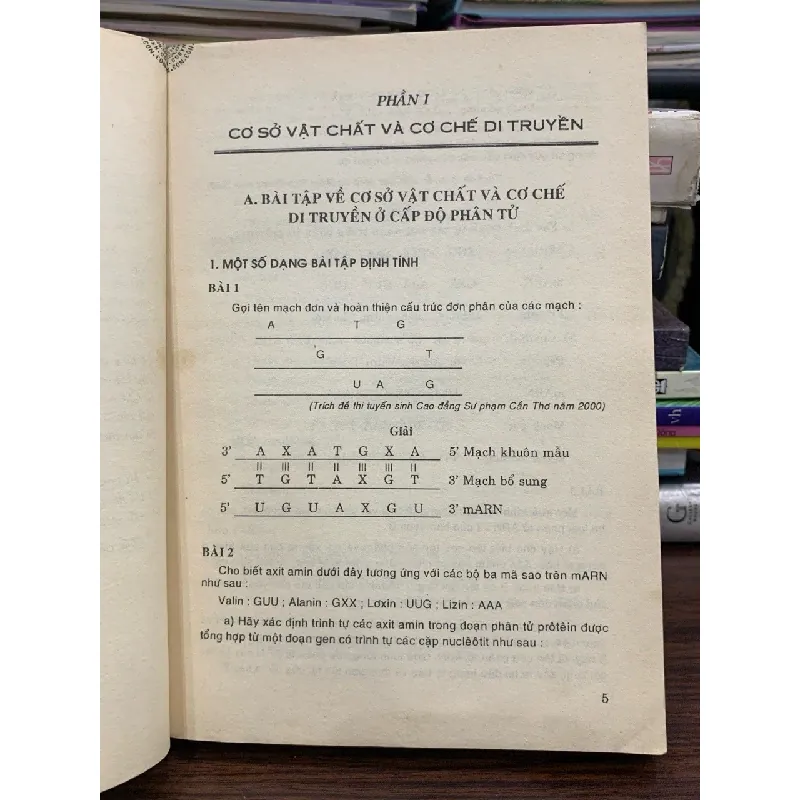 PHẦN I
CƠ SỞ VẬT CHẤT VÀ CƠ CHẾ DI TRUYỀN
A. BÀI TẬP VỀ CƠ SỞ VẬT CHẤT VÀ CƠ CHẾ
DI TRUYỀN Ở CẤP ĐỘ PHÂN TỬ
1. MỘT SỐ DẠNG BÀI TẬP ĐỊNH TÍNH
BÀI 1
Gọi tên mạch đơn và hoàn thiện cấu trúc đơn phân của các mạch :
A T G
G T
U A G
(Trích đề thi tuyển sinh Cao đẳng Sư phạm Cần Thơ năm 2000)
Giải
3' A X A T G X A 5' Mạch khuôn mẫu
5' T G T A X G T 3' Mạch bổ sung
5' U G U A X G U 3' mARN
BÀI 2
Cho biết axit amin dưới đây tương ứng với các bộ ba mã sao trên mARN
như sau :
Valin : GUU ; Alanin : GXX ; Lơxin : UUG ; Lizin : AAA
a) Hãy xác định trình tự các axit amin trong đoạn phân tử prôtêin được
tổng hợp từ một đoạn gen có trình tự các cặp nuclêôtit như sau :
5
vh
G